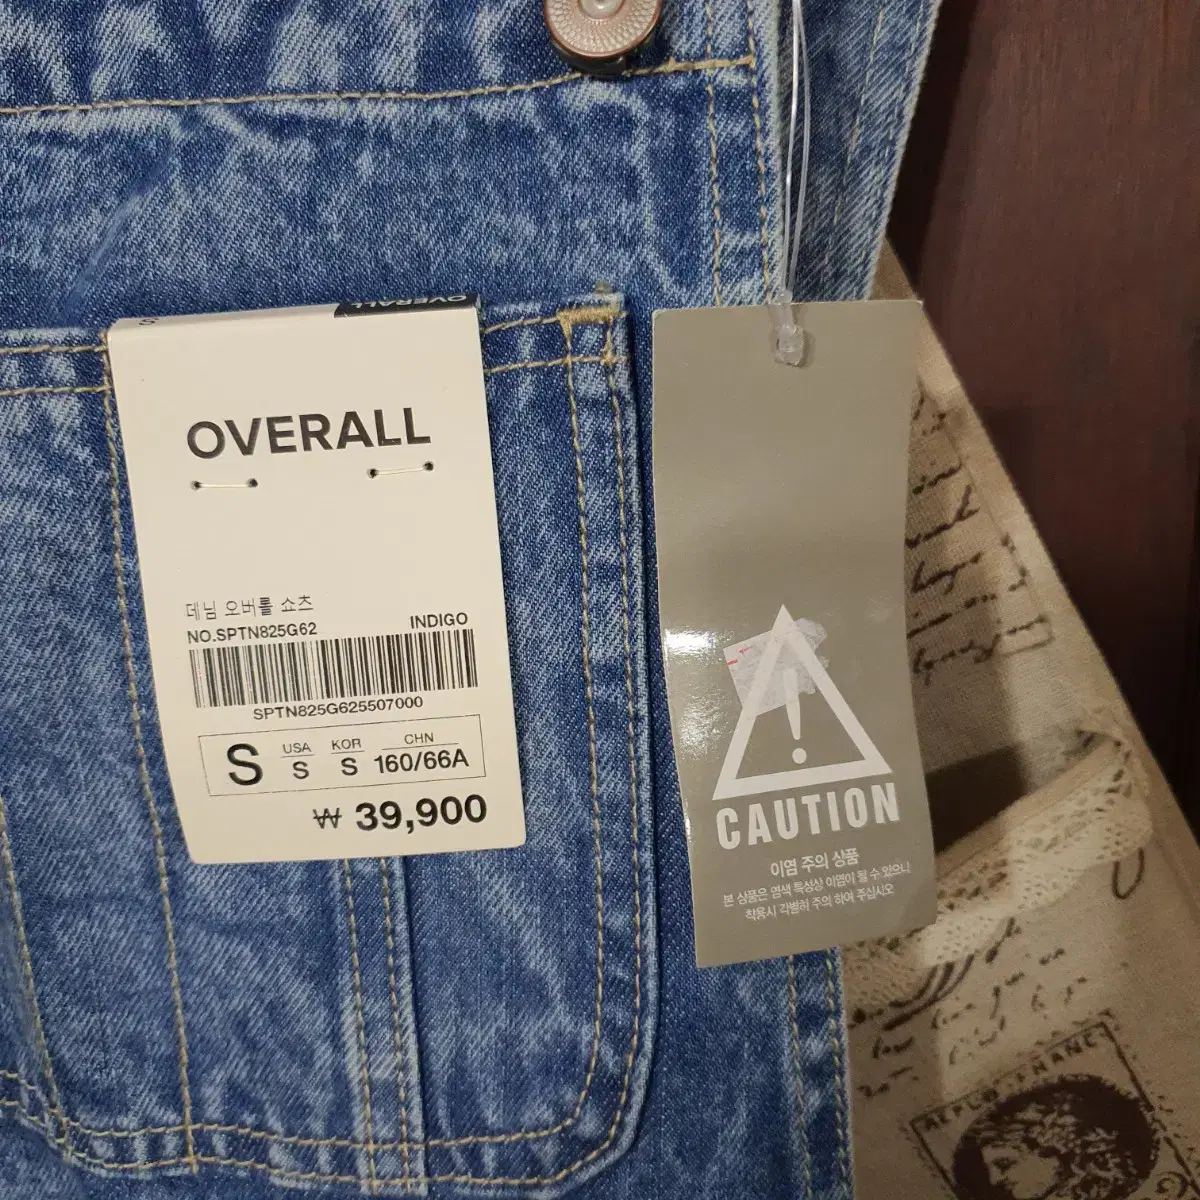 OVERALL
S
OVERALL
데님 오버롤 쇼츠
NO.SPTN825G62
INDIGO
SPTN825G625507000
S
USA
S
KOR
S
CHN
160/66A
₩ 39,900
CAUTION
이염 주의 상품
본 상품은 염색 특성상 이염이 될 수 있으니
착용시 각별히 주의 하여 주십시오